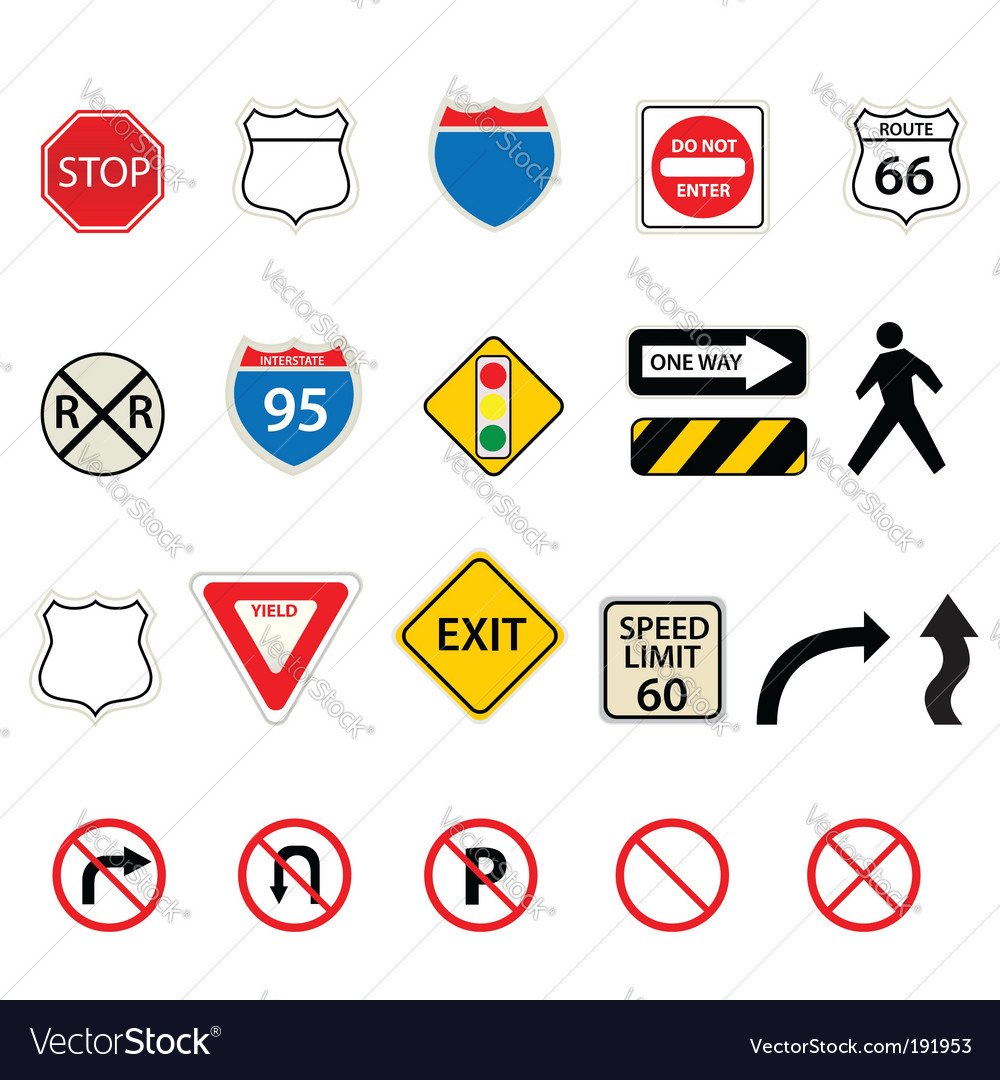 STOP
DO NOT
ENTER
ROUTE
66
R R
INTERSTATE
95
ONE WAY
YIELD
EXIT
SPEED
LIMIT
60
P
VectorStock®
VectorStock.com/191953